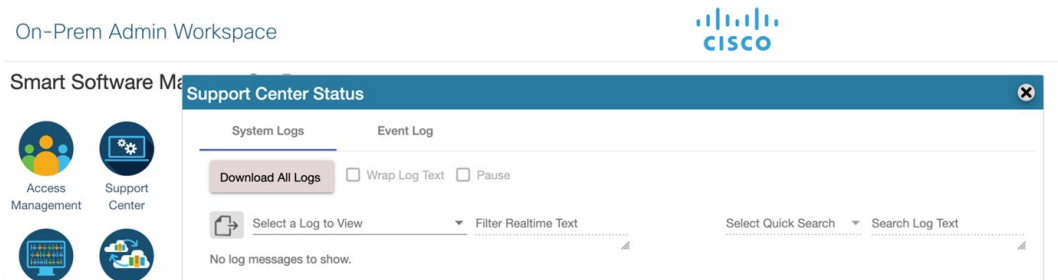 On-Prem Admin Workspace
CISCO
Smart Software Ma
Support Center Status
System Logs Event Log
Download All Logs Wrap Log Text Pause
Access Management
Support Center
Select a Log to View Filter Realtime Text Select Quick Search Search Log Text
No log messages to show.